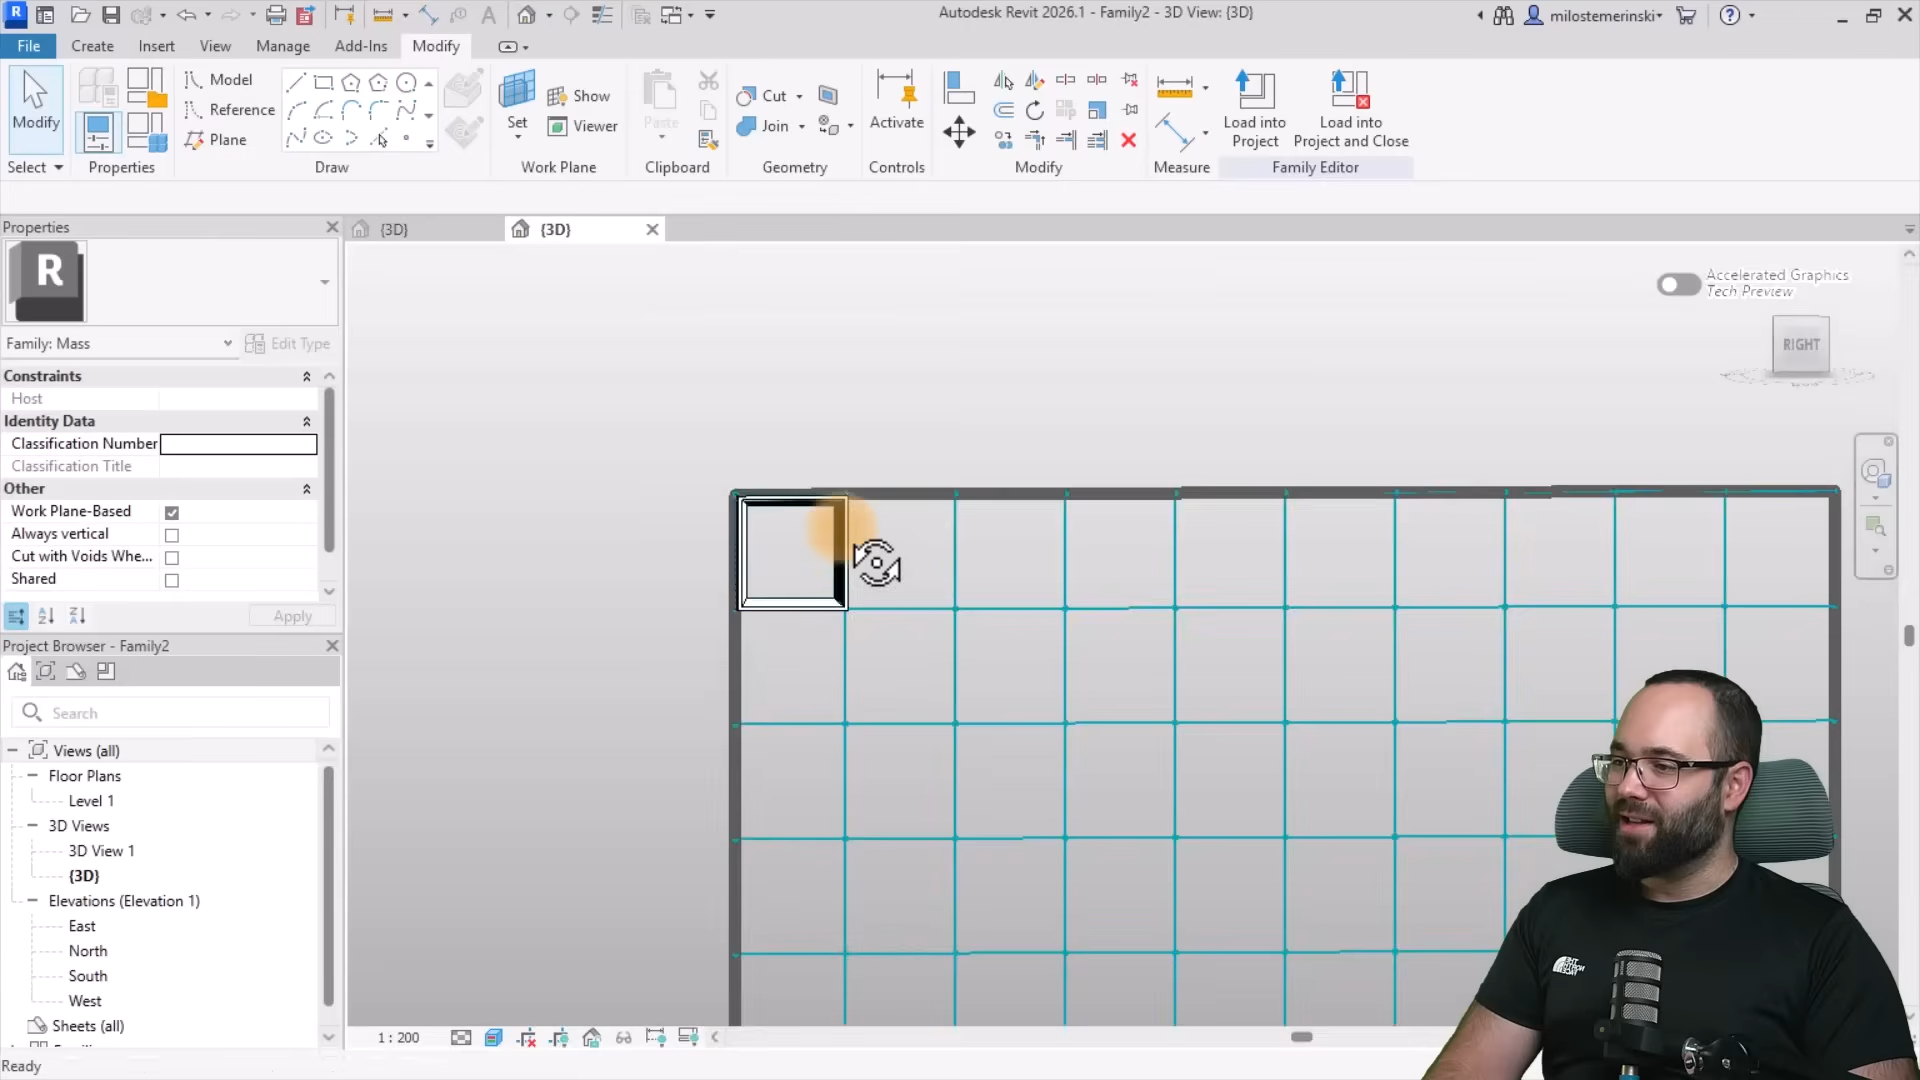 Autodesk Revit 2026.1 - Family2 - 3D View: {3D}
milostemerinski
File
Create
Insert
View
Manage
Add-Ins
Modify
Modify
Model
Reference
Plane
Set
Show
Viewer
Paste
Cut
Join
Activate
Load into
Project
Load into
Project and Close
Select
Properties
Draw
Work Plane
Clipboard
Geometry
Controls
Modify
Measure
Family Editor
Properties
{3D}
{3D}
R
Accelerated Graphics
Tech Preview
RIGHT
Family: Mass
Edit Type
Constraints
Host
Identity Data
Classification Number
Classification Title
Other
Work Plane-Based
Always vertical
Cut with Voids Whe...
Shared
Apply
Project Browser - Family2
Search
Views (all)
Floor Plans
Level 1
3D Views
3D View 1
{3D}
Elevations (Elevation 1)
East
North
South
West
Sheets (all)
1 : 200
Ready